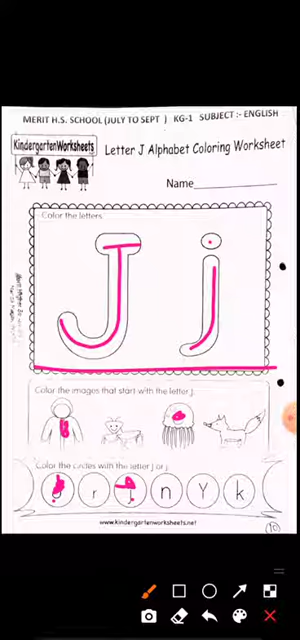 MERIT H.S. SCHOOL (JULY TO SEPT ) KG-1 SUBJECT :- ENGLISH
KindergartenWorksheets
Letter J Alphabet Coloring Worksheet
Name
Color the letters
J j
Color the images that start with the letter j.
Color the circles with the letter J or j.
r n Y k
www.kindergartenworksheets.net
(10)